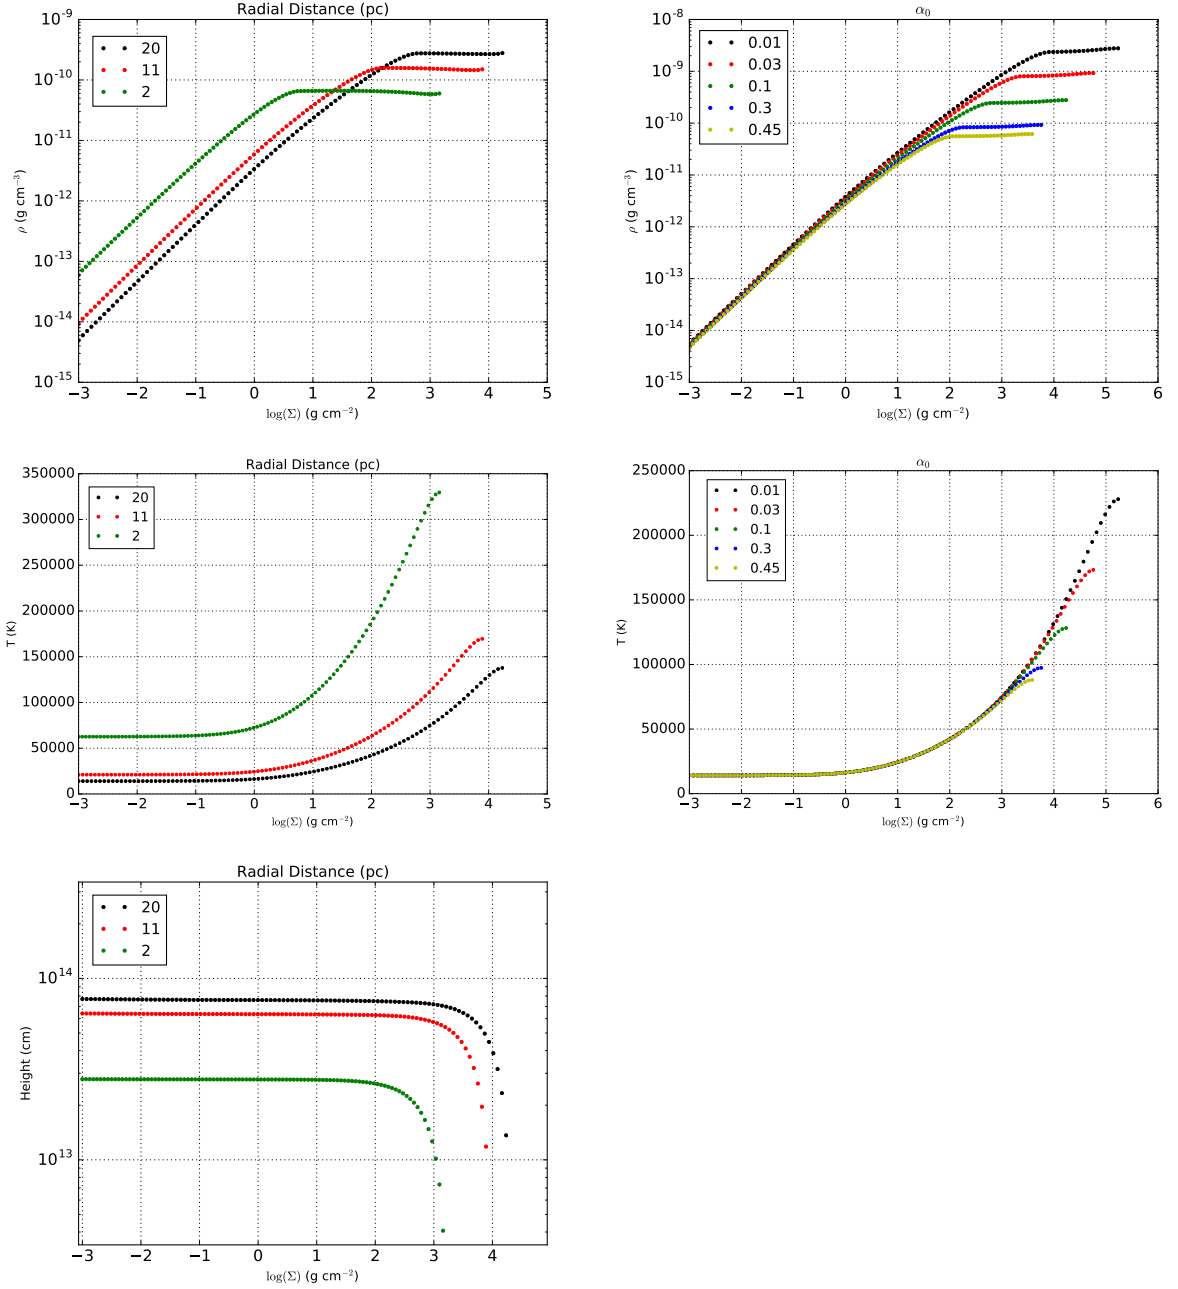 Radial Distance (pc)
20
11
2
10^-9
10^-10
10^-11
10^-12
10^-13
10^-14
10^-15
ρ (g cm^-3)
−3 −2 −1 0 1 2 3 4 5
log(Σ) (g cm^-2)
α_0
0.01
0.03
0.1
0.3
0.45
10^-8
10^-9
10^-10
10^-11
10^-12
10^-13
10^-14
10^-15
ρ (g cm^-3)
−3 −2 −1 0 1 2 3 4 5 6
log(Σ) (g cm^-2)
Radial Distance (pc)
20
11
2
350000
300000
250000
200000
150000
100000
50000
0
T (K)
−3 −2 −1 0 1 2 3 4 5
log(Σ) (g cm^-2)
α_0
0.01
0.03
0.1
0.3
0.45
250000
200000
150000
100000
50000
0
T (K)
−3 −2 −1 0 1 2 3 4 5 6
log(Σ) (g cm^-2)
Radial Distance (pc)
20
11
2
10^14
10^13
Height (cm)
−3 −2 −1 0 1 2 3 4
log(Σ) (g cm^-2)